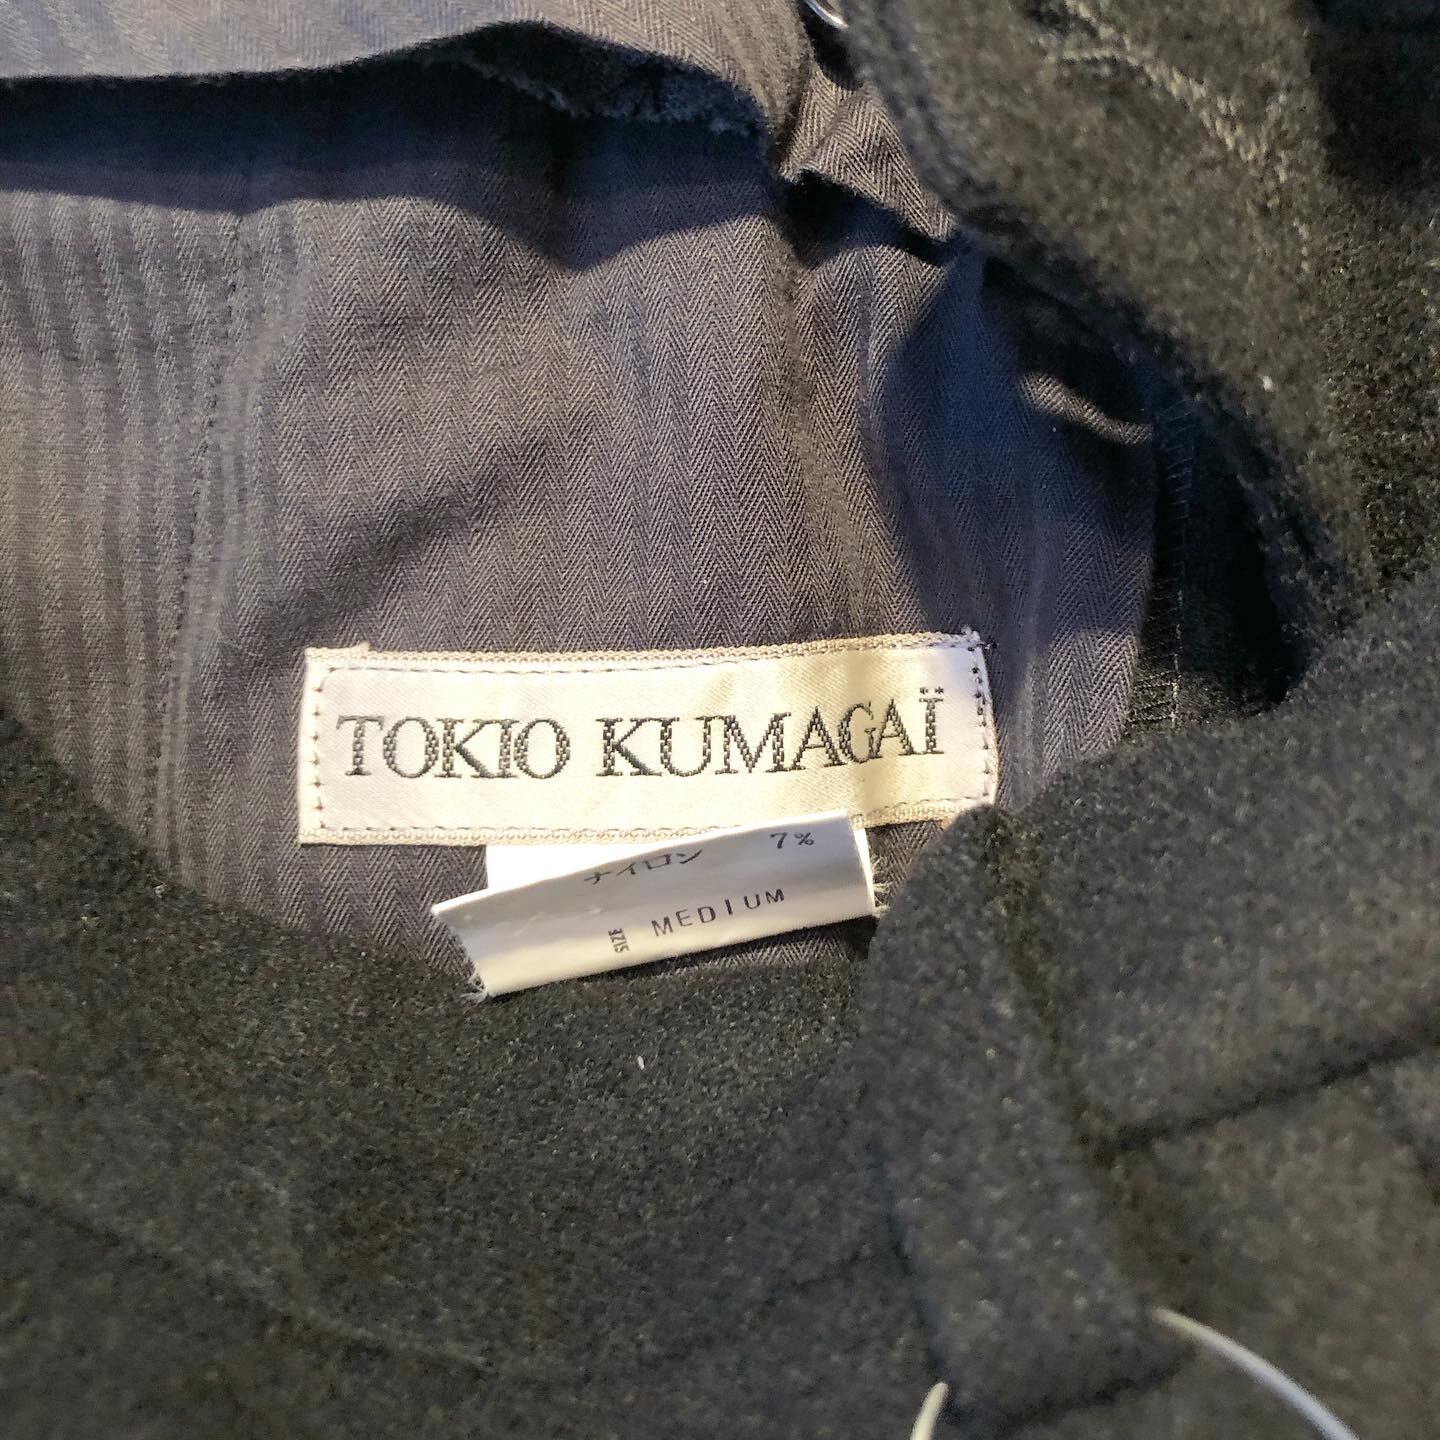 TOKIO KUMAGAÏ
ナイロン 7%
SIZE MEDIUM